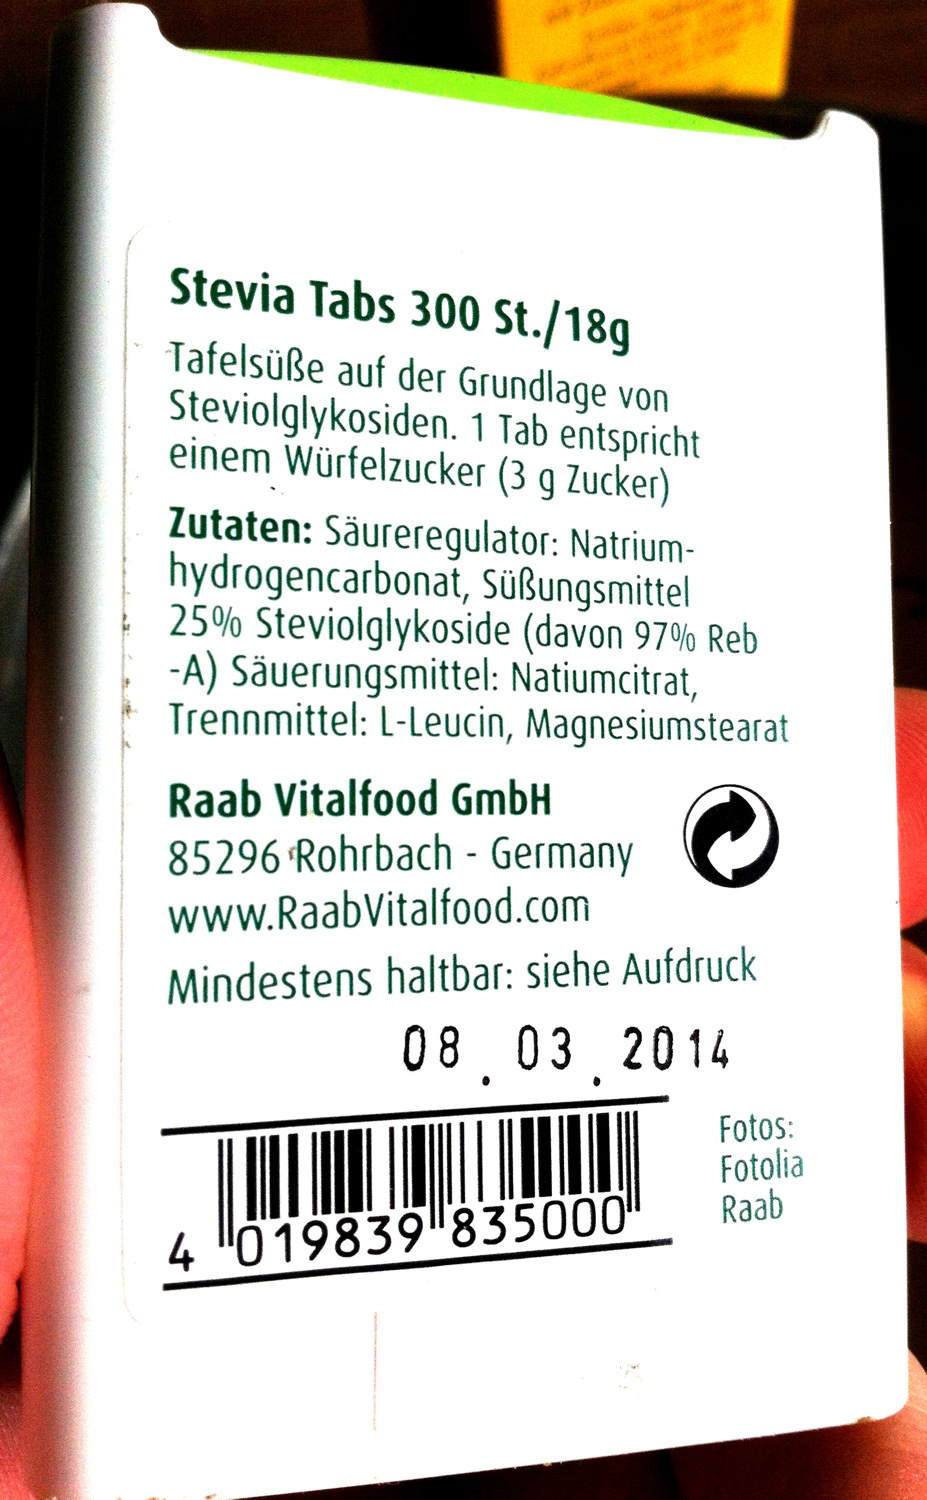 Stevia Tabs 300 St./18g
Tafelsüße auf der Grundlage von
Steviolglykosiden. 1 Tab entspricht
einem Würfelzucker (3 g Zucker)
Zutaten: Säureregulator: Natrium-
hydrogencarbonat, Süßungsmittel
25% Steviolglykoside (davon 97% Reb
-A) Säuerungsmittel: Natiumcitrat,
Trennmittel: L-Leucin, Magnesiumstearat
Raab Vitalfood GmbH
85296 Rohrbach - Germany
www.RaabVitalfood.com
Mindestens haltbar: siehe Aufdruck
08.03.2014
4 019839 835000
Fotos:
Fotolia
Raab